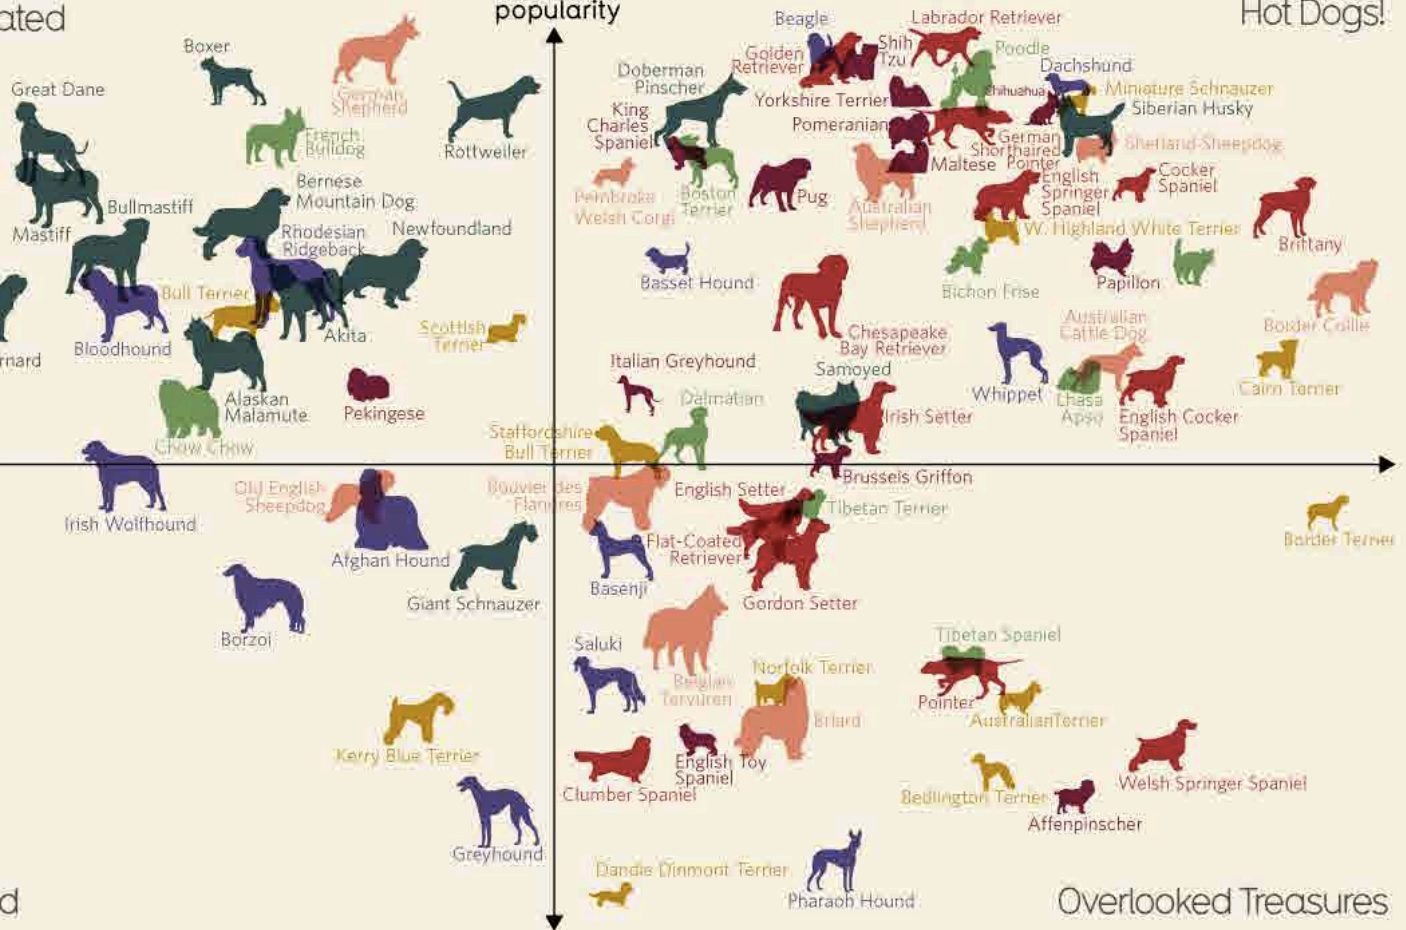 ated
popularity
Hot Dogs!
Boxer
German
Shepherd
Great Dane
French
Bulldog
Rottweiler
Bernese
Mountain Dog
Bullmastiff
Mastiff
Rhodesian
Ridgeback
Newfoundland
Bull Terrier
Akita
Scottish
Terrier
Bloodhound
rnard
Alaskan
Malamute
Pekingese
Chow Chow
Beagle
Labrador Retriever
Golden
Retriever
Shih
Tzu
Poodle
Doberman
Pinscher
Dachshund
Yorkshire Terrier
Chihuahua
Miniature Schnauzer
Siberian Husky
King
Charles
Spaniel
Pomeranian
German
Shorthaired
Pointer
Shetland Sheepdog
Maltese
Pembroke
Welsh Corgi
Boston
Terrier
Pug
Australian
Shepherd
English
Springer
Spaniel
Cocker
Spaniel
W. Highland White Terrier
Brittany
Basset Hound
Bichon Frise
Papillon
Chesapeake
Bay Retriever
Australian
Cattle Dog
Border Collie
Italian Greyhound
Samoyed
Whippet
Lhasa
Apso
English Cocker
Spaniel
Cairn Terrier
Dalmatian
Irish Setter
Staffordshire
Bull Terrier
Brussels Griffon
Irish Wolfhound
Old English
Sheepdog
Afghan Hound
Giant Schnauzer
Borzoi
Kerry Blue Terrier
Greyhound
d
Bouvier des
Flandres
English Setter
Tibetan Terrier
Border Terrier
Flat-Coated
Retriever
Basenji
Gordon Setter
Saluki
Belgian
Tervuren
Norfolk Terrier
Briard
Tibetan Spaniel
Pointer
AustralianTerrier
English Toy
Spaniel
Clumber Spaniel
Welsh Springer Spaniel
Bedlington Terrier
Affenpinscher
Dandie Dinmont Terrier
Pharaoh Hound
Overlooked Treasures